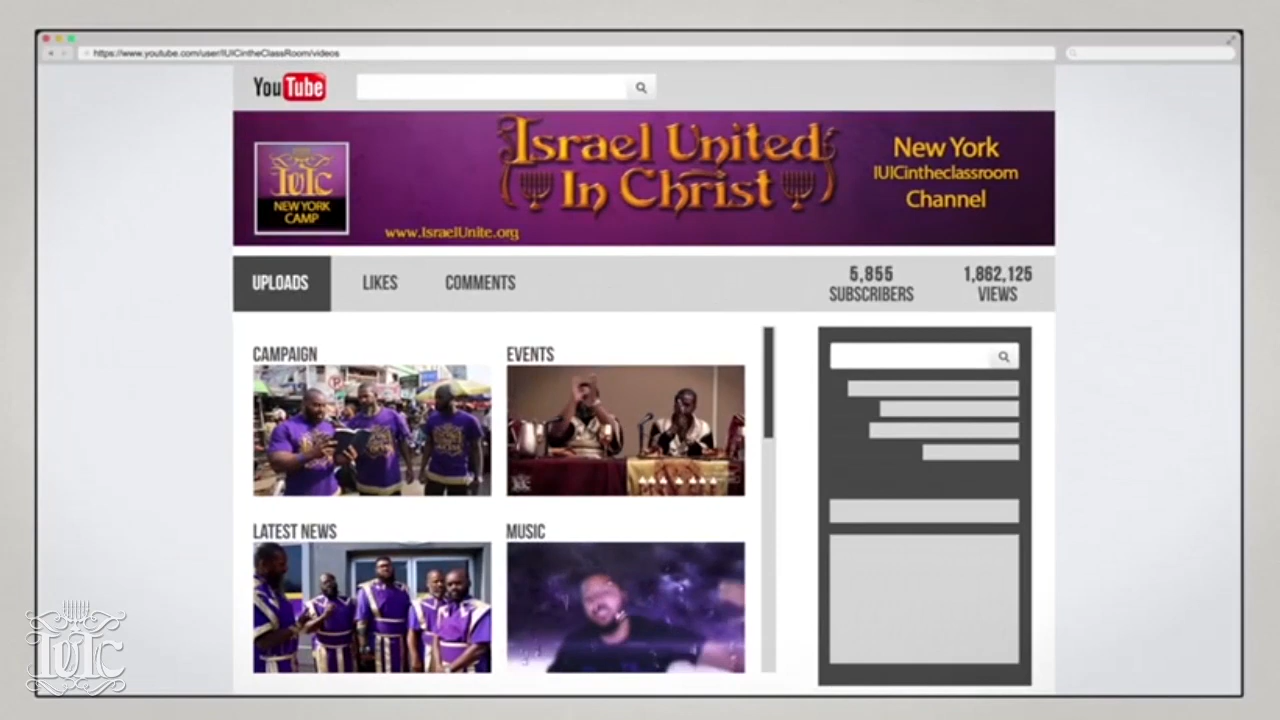 https://www.youtube.com/user/IUICintheClassRoom/videos
YouTube
Israel United
In Christ
IUIC
NEW YORK
CAMP
www.IsraelUnite.org
New York
IUICintheclassroom
Channel
UPLOADS LIKES COMMENTS
5,855
SUBSCRIBERS
1,862,125
VIEWS
CAMPAIGN
EVENTS
LATEST NEWS
MUSIC
IUIC